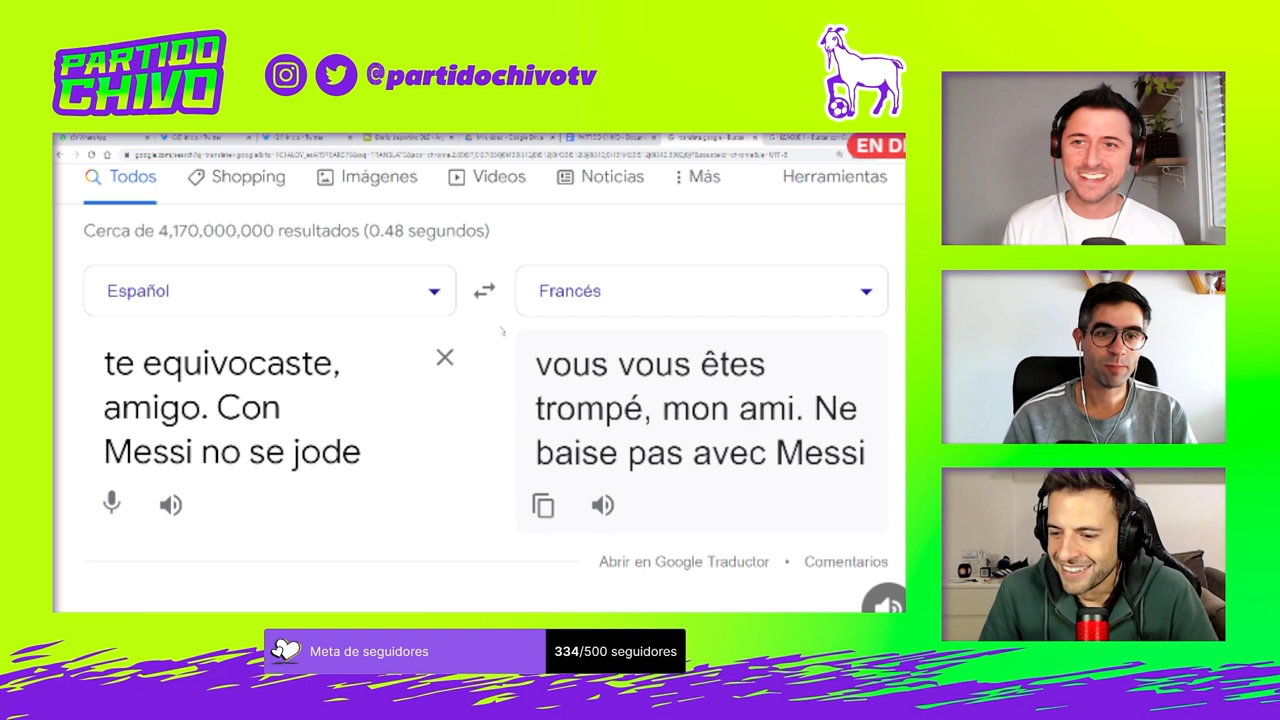 PARTIDO
CHIVO
@partidochivotv
EN DI
Todos Shopping Imágenes Videos Noticias Más Herramientas
Cerca de 4,170,000,000 resultados (0.48 segundos)
Español Francés
te equivocaste,
amigo. Con
Messi no se jode
vous vous êtes
trompé, mon ami. Ne
baise pas avec Messi
Abrir en Google Traductor • Comentarios
Meta de seguidores 334/500 seguidores